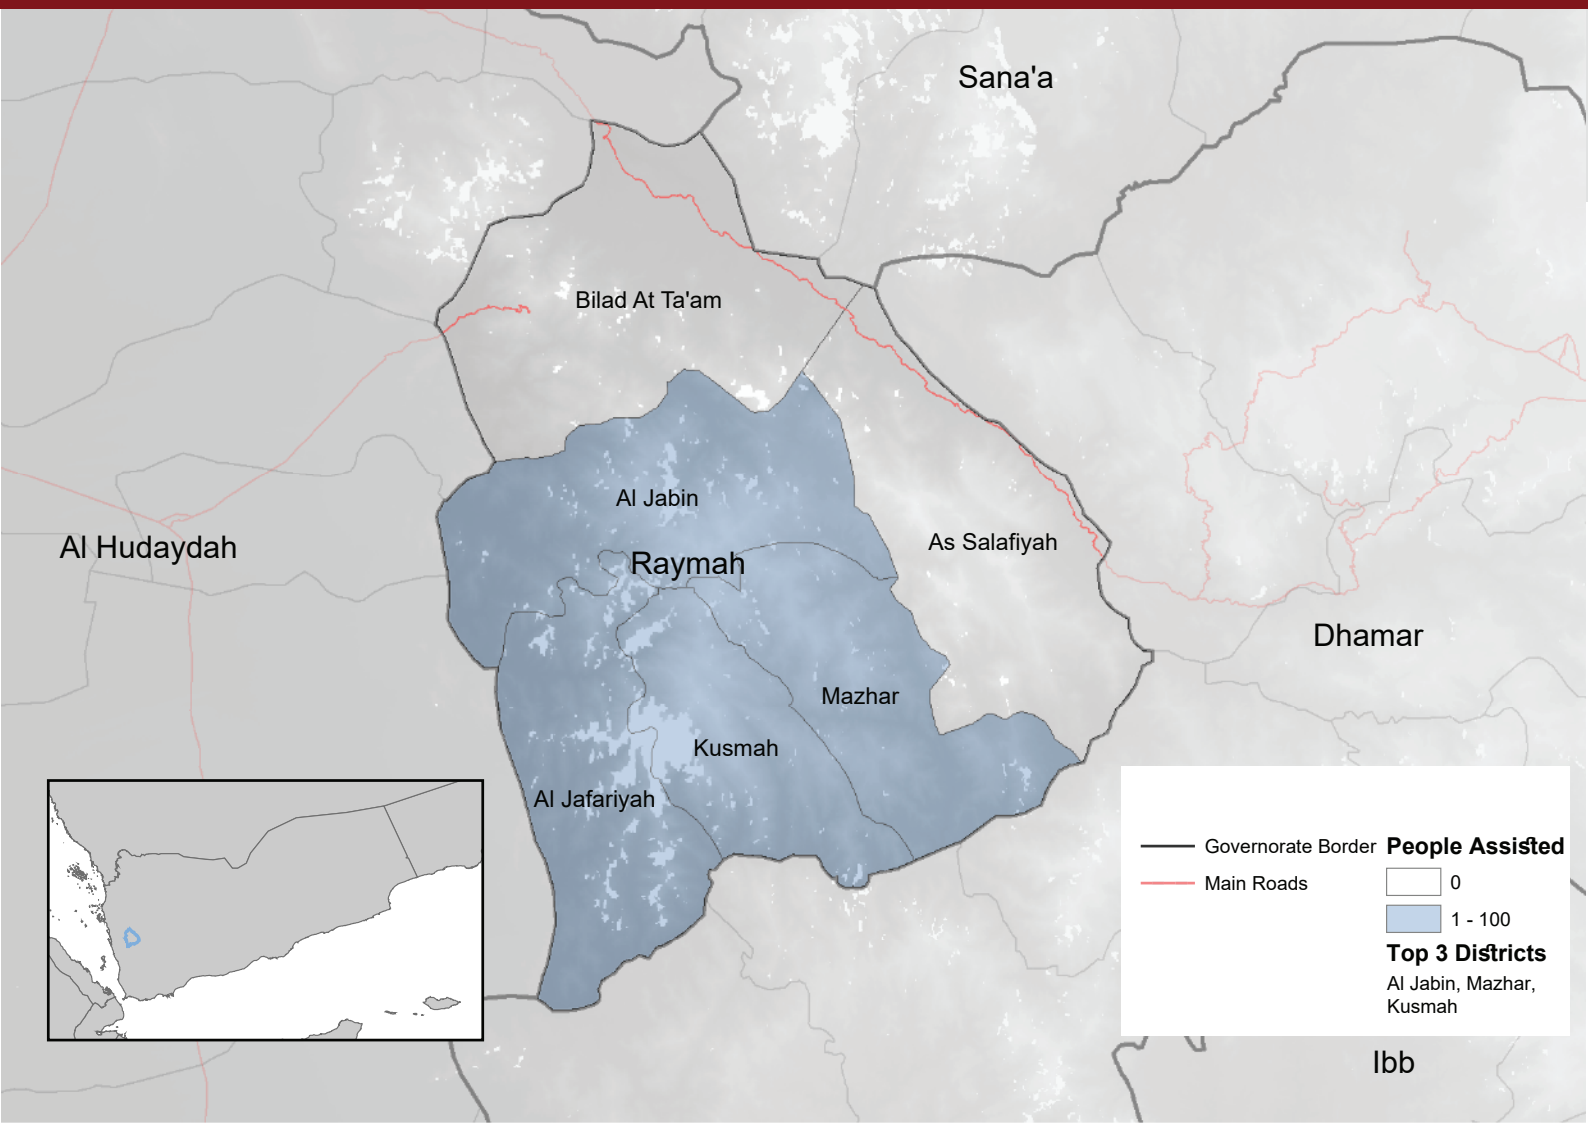 Sana'a
Bilad At Ta'am
Al Jabin
As Salafiyah
Al Hudaydah
Raymah
Dhamar
Mazhar
Kusmah
Al Jafariyah
Governorate Border
Main Roads
People Assisted
0
1 - 100
Top 3 Districts
Al Jabin, Mazhar,
Kusmah
Ibb